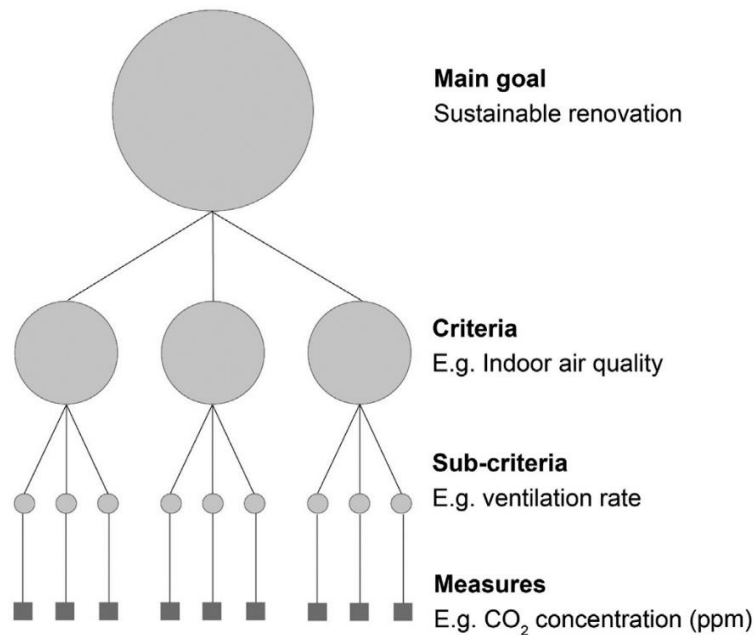 Main goal
Sustainable renovation
Criteria
E.g. Indoor air quality
Sub-criteria
E.g. ventilation rate
Measures
E.g. CO₂ concentration (ppm)